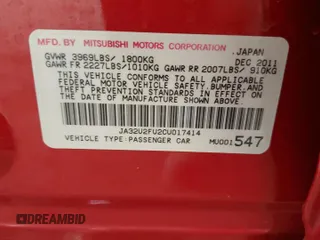 MFD BY MITSUBISHI MOTORS CORPORATION, JAPAN
GVWR 3969LBS/ 1800KG DEC 2011
GAWR FR 2227LBS/1010KG GAWR RR 2007LBS/ 910KG
THIS VEHICLE CONFORMS TO ALL APPLICABLE
FEDERAL MOTOR VEHICLE SAFETY, BUMPER, AND
THEFT PREVENTION STANDARDS IN EFFECT ON
THE DATE OF MANUFACTURE SHOWN ABOVE.
JA32U2FU2CU017414
VEHICLE TYPE: PASSENGER CAR MU001547
DREAMBID